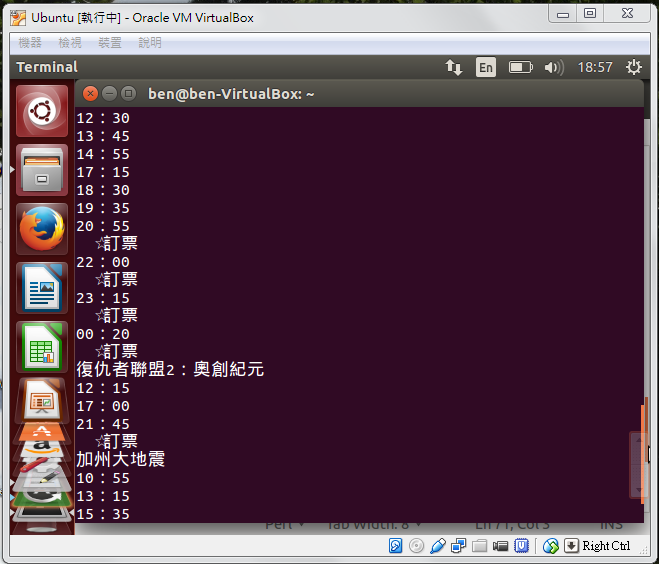 Ubuntu [執行中] - Oracle VM VirtualBox
機器 檢視 裝置 說明
Terminal En 18:57
ben@ben-VirtualBox: ~
12：30
13：45
14：55
17：15
18：30
19：35
20：55
☆訂票
22：00
☆訂票
23：15
☆訂票
00：20
☆訂票
復仇者聯盟2：奧創紀元
12：15
17：00
21：45
☆訂票
加州大地震
10：55
13：15
15：35
Perl Tab Width: 8 Ln 71, Col 3 INS
Right Ctrl